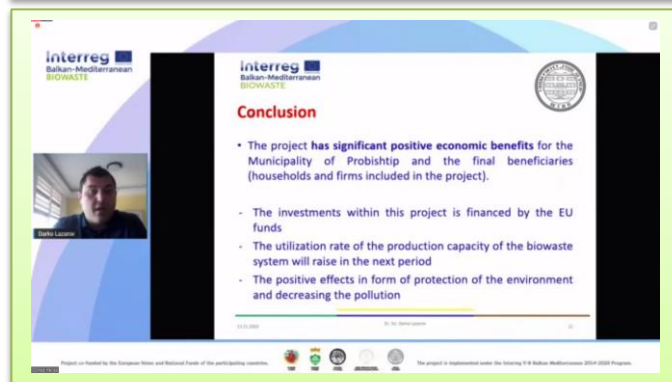 Interreg
Balkan-Mediterranean
BIOWASTE
Interreg
Balkan-Mediterranean
BIOWASTE
Conclusion
• The project has significant positive economic benefits for the
Municipality of Probishtip and the final beneficiaries
(households and firms included in the project).
- The investments within this project is financed by the EU
funds
- The utilization rate of the production capacity of the biowaste
system will raise in the next period
- The positive effects in form of protection of the environment
and decreasing the pollution
Darko Lazarov
Project co-funded by the European Union and National Funds of the participating countries.
The project is implemented under the Interreg V-B Balkan-Mediterranean 2014-2020 Program.